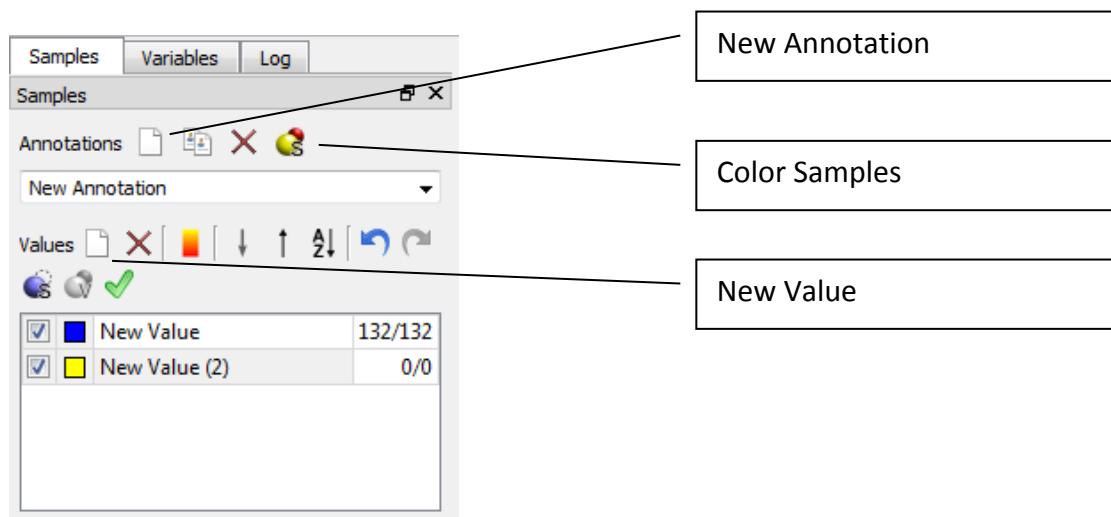 Samples Variables Log
Samples
Annotations
New Annotation
Values
New Value 132/132
New Value (2) 0/0
New Annotation
Color Samples
New Value